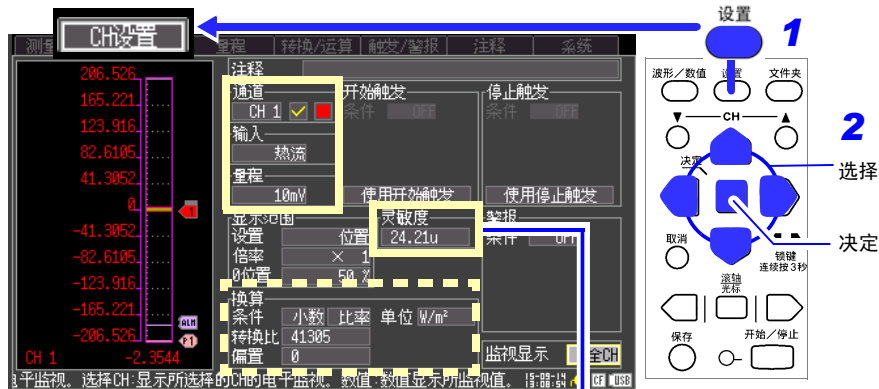 设置
1
CH设置
测量 量程 转换/运算 触发/警报 注释 系统
注释
206.526
165.221
123.916
82.6105
41.3052
0
-41.3052
-82.6105
-123.916
-165.221
-206.526
1
ALM
P1
CH 1 -2.3544
通道
CH 1
输入
热流
量程
10mV
开始触发
条件 OFF
使用开始触发
停止触发
条件 OFF
使用停止触发
显示范围
设置 位置
倍率 × 1
0位置 50 %
灵敏度
24.21u
警报
条件 OFF
换算
条件 小数 比率 单位 W/m²
转换比 41305
偏置 0
监视显示 全CH
电平监视。选择CH:显示所选择的CH的电平监视。数值:数值显示所监视值。
CF USB
波形/数值 设置 文件夹
CH
决定
2
选择
决定
取消
锁键
连续按3秒
滚轴
光标
保存
开始/停止